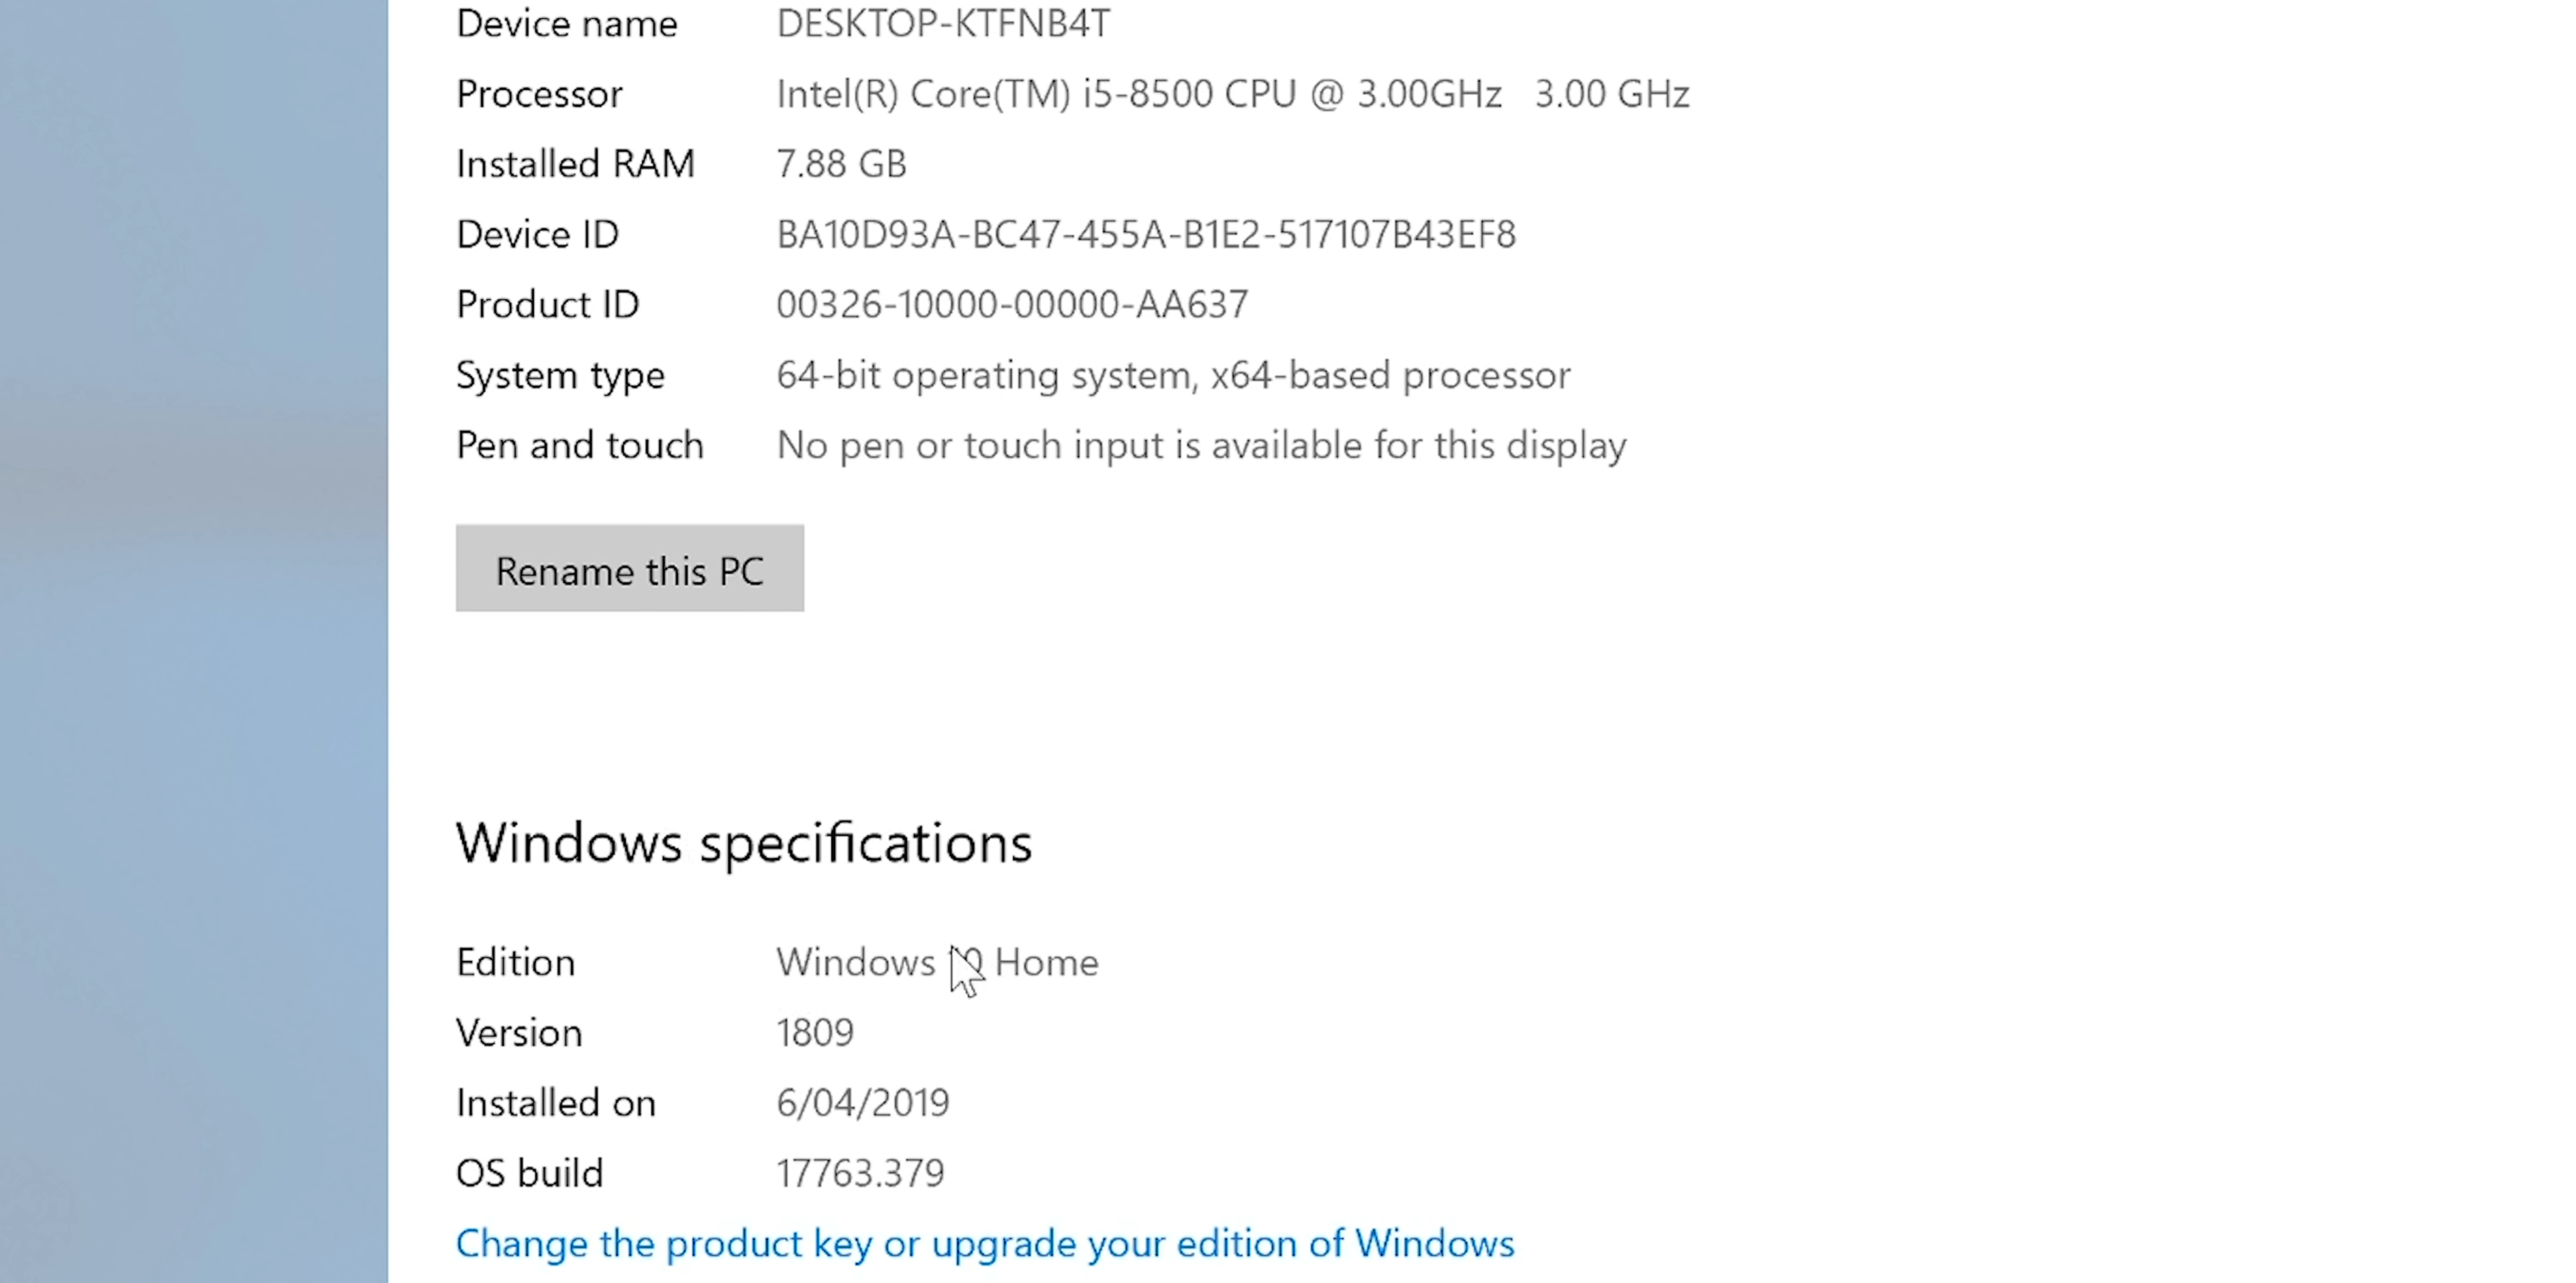 Device name DESKTOP-KTFNB4T
Processor Intel(R) Core(TM) i5-8500 CPU @ 3.00GHz 3.00 GHz
Installed RAM 7.88 GB
Device ID BA10D93A-BC47-455A-B1E2-517107B43EF8
Product ID 00326-10000-00000-AA637
System type 64-bit operating system, x64-based processor
Pen and touch No pen or touch input is available for this display
Rename this PC
Windows specifications
Edition Windows 10 Home
Version 1809
Installed on 6/04/2019
OS build 17763.379
Change the product key or upgrade your edition of Windows